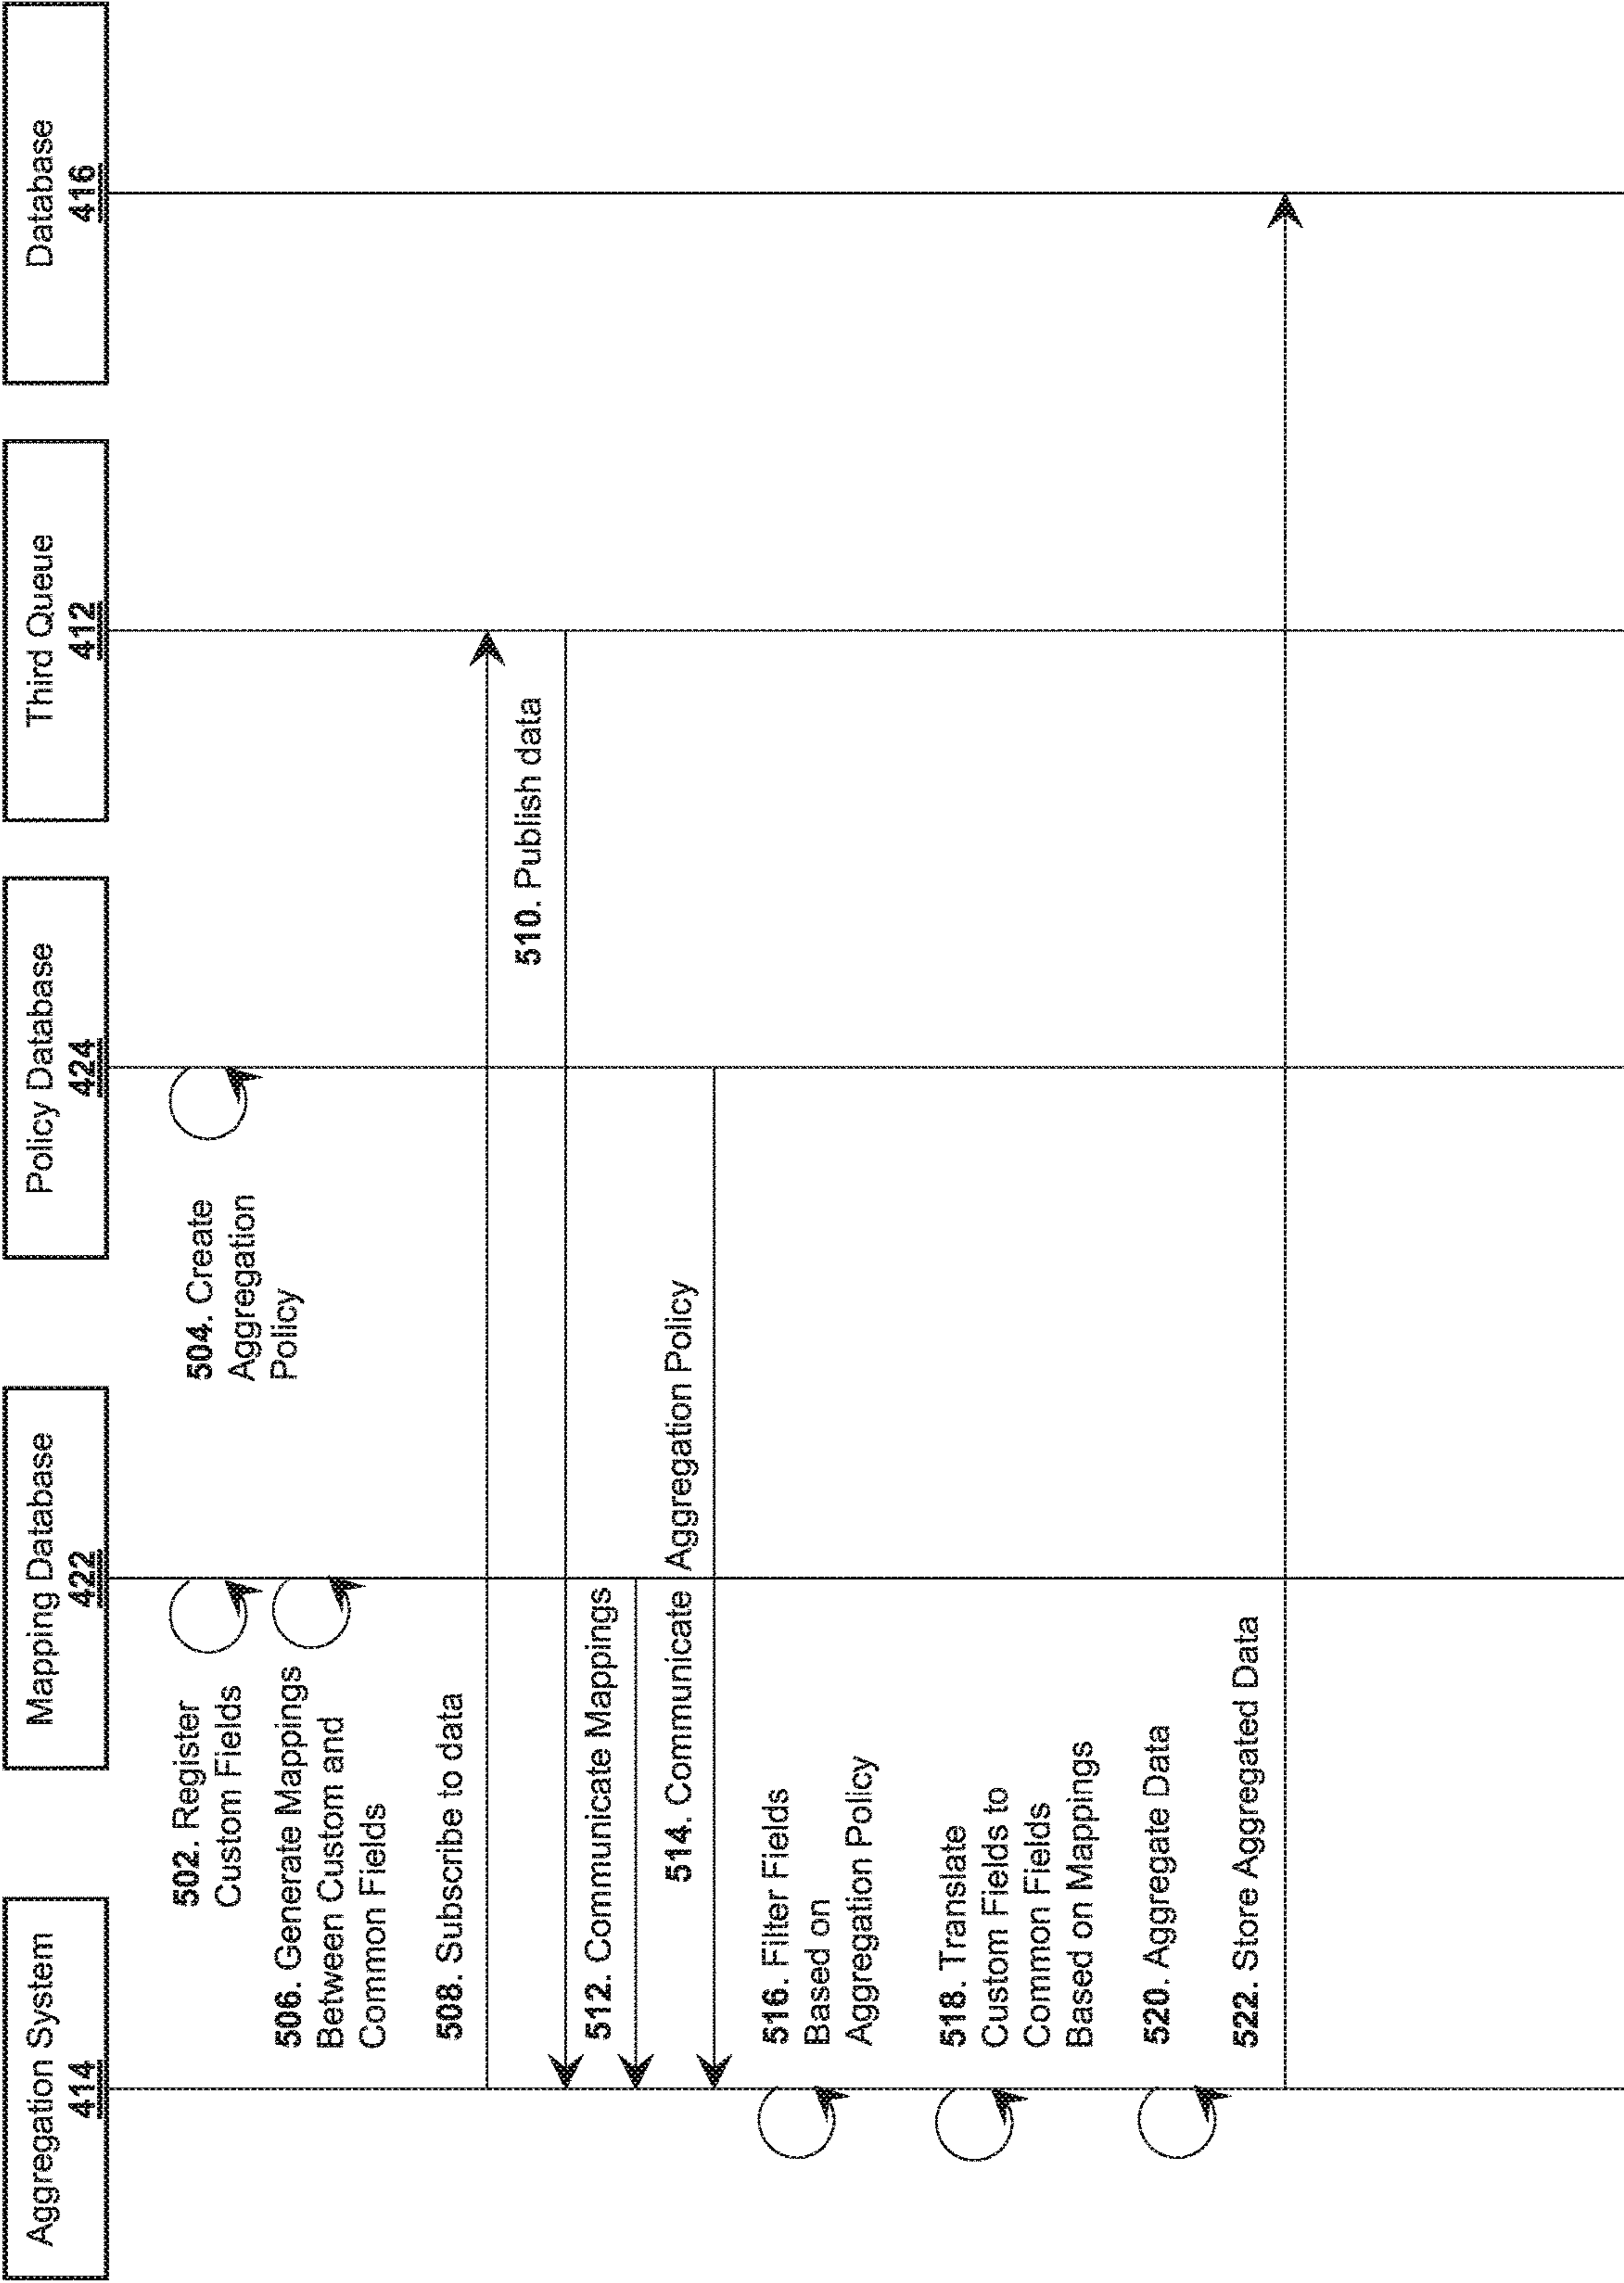 Aggregation System
414
Mapping Database
422
Policy Database
424
Third Queue
412
Database
416
502. Register
Custom Fields
504. Create
Aggregation
Policy
506. Generate Mappings
Between Custom and
Common Fields
508. Subscribe to data
510. Publish data
512. Communicate Mappings
514. Communicate Aggregation Policy
516. Filter Fields
Based on
Aggregation Policy
518. Translate
Custom Fields to
Common Fields
Based on Mappings
520. Aggregate Data
522. Store Aggregated Data